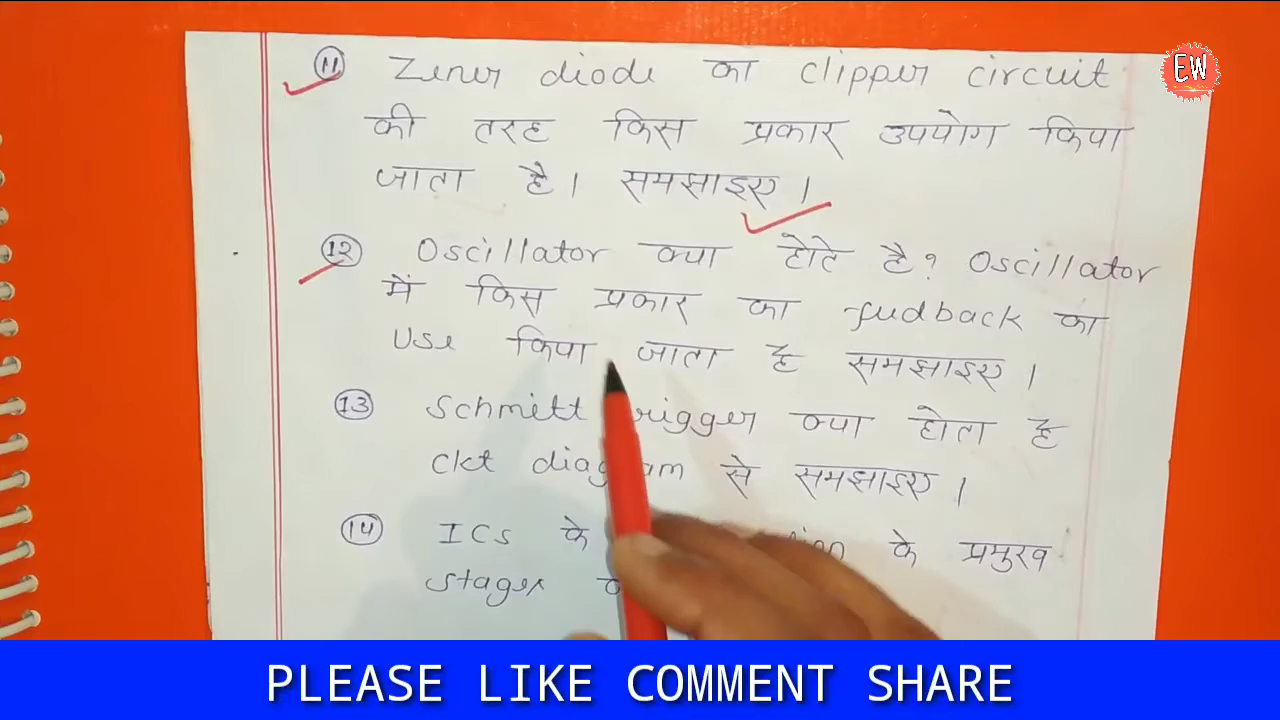 11 Zener diode का clipper circuit
की तरह किस प्रकार उपयोग किया
जाता है। समझाइए।
12 Oscillator क्या होते है? Oscillator
में किस प्रकार का feedback का
use किया जाता है समझाइए।
13 Schmitt trigger क्या होता है
ckt diagram से समझाइए।
14 ICs के के प्रमुख
stages
EW
PLEASE LIKE COMMENT SHARE